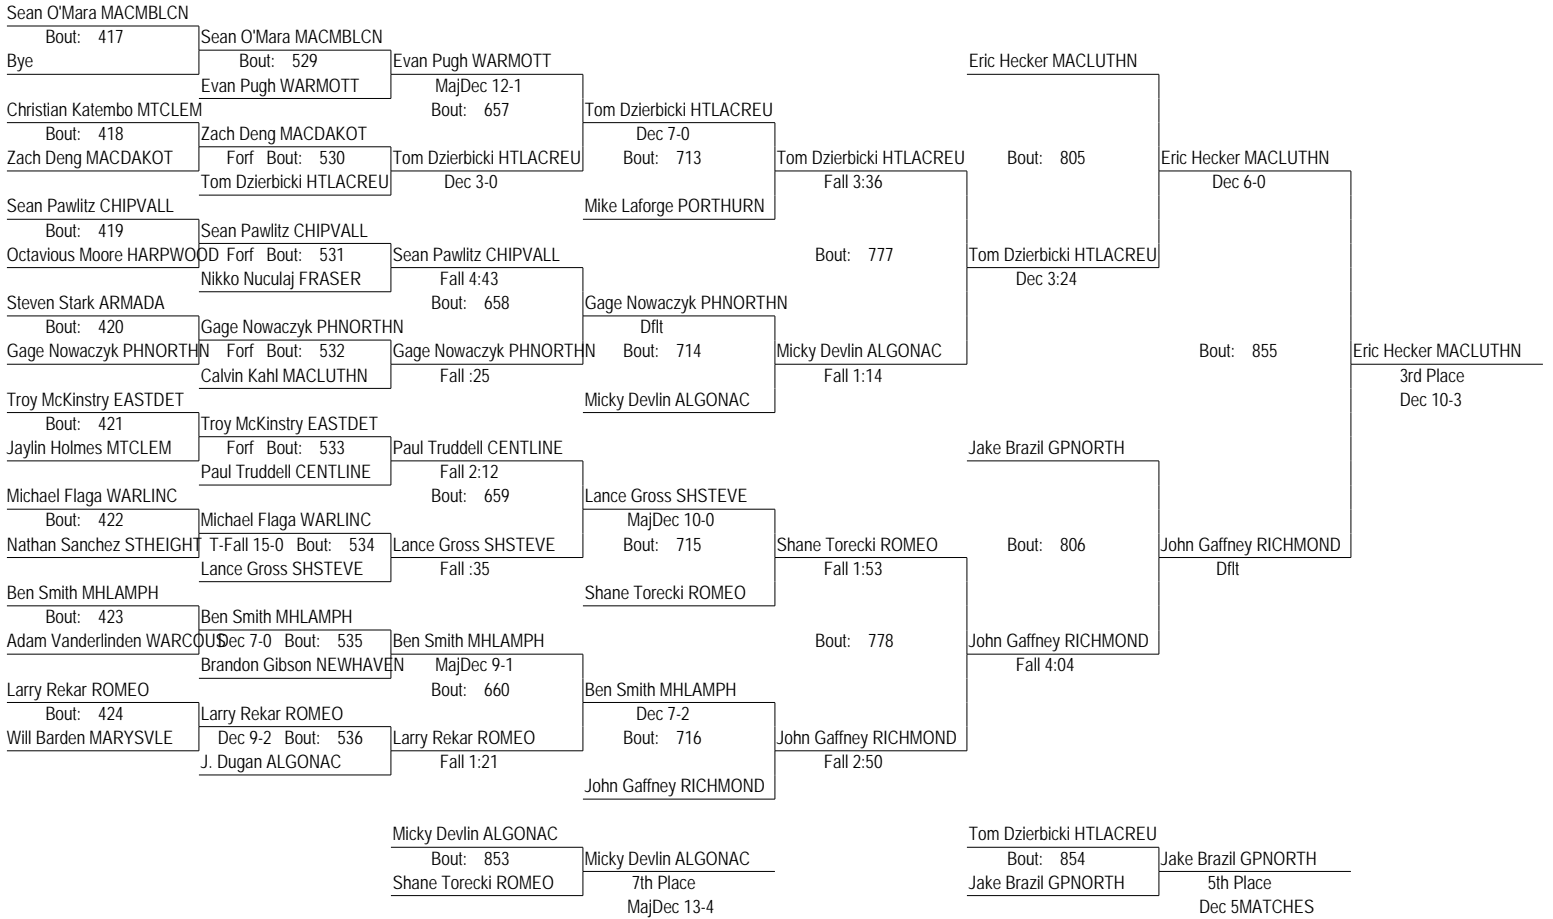 Sean O'Mara MACMBLCN
Bout: 417
Bye
Christian Katembo MTCLEM
Bout: 418
Zach Deng MACDAKOT
Sean Pawlitz CHIPVALL
Bout: 419
Octavious Moore HARPWOOD
Steven Stark ARMADA
Bout: 420
Gage Nowaczyk PHNORTHN
Troy McKinstry EASTDET
Bout: 421
Jaylin Holmes MTCLEM
Michael Flaga WARLINC
Bout: 422
Nathan Sanchez STHEIGHT
Ben Smith MHLAMPH
Bout: 423
Adam Vanderlinden WARCOUS
Larry Rekar ROMEO
Bout: 424
Will Barden MARYSVLE
Sean O'Mara MACMBLCN
Bout: 529
Evan Pugh WARMOTT
Zach Deng MACDAKOT
Forf Bout: 530
Tom Dzierbicki HTLACREU
Sean Pawlitz CHIPVALL
Forf Bout: 531
Nikko Nuculaj FRASER
Gage Nowaczyk PHNORTHN
Forf Bout: 532
Calvin Kahl MACLUTHN
Troy McKinstry EASTDET
Forf Bout: 533
Paul Truddell CENTLINE
Michael Flaga WARLINC
T-Fall 15-0 Bout: 534
Lance Gross SHSTEVE
Ben Smith MHLAMPH
Dec 7-0 Bout: 535
Brandon Gibson NEWHAVEN
Larry Rekar ROMEO
Dec 9-2 Bout: 536
J. Dugan ALGONAC
Evan Pugh WARMOTT
MajDec 12-1
Bout: 657
Tom Dzierbicki HTLACREU
Dec 3-0
Sean Pawlitz CHIPVALL
Fall 4:43
Bout: 658
Gage Nowaczyk PHNORTHN
Fall :25
Paul Truddell CENTLINE
Fall 2:12
Bout: 659
Lance Gross SHSTEVE
Fall :35
Ben Smith MHLAMPH
MajDec 9-1
Bout: 660
Larry Rekar ROMEO
Fall 1:21
Tom Dzierbicki HTLACREU
Dec 7-0
Bout: 713
Mike Laforge PORTHURN
Gage Nowaczyk PHNORTHN
Dflt
Bout: 714
Micky Devlin ALGONAC
Lance Gross SHSTEVE
MajDec 10-0
Bout: 715
Shane Torecki ROMEO
Ben Smith MHLAMPH
Dec 7-2
Bout: 716
John Gaffney RICHMOND
Tom Dzierbicki HTLACREU
Fall 3:36
Bout: 777
Micky Devlin ALGONAC
Fall 1:14
Shane Torecki ROMEO
Fall 1:53
Bout: 778
John Gaffney RICHMOND
Fall 2:50
Eric Hecker MACLUTHN
Bout: 805
Tom Dzierbicki HTLACREU
Dec 3:24
Jake Brazil GPNORTH
Bout: 806
John Gaffney RICHMOND
Fall 4:04
Eric Hecker MACLUTHN
Dec 6-0
Bout: 855
John Gaffney RICHMOND
Dflt
Eric Hecker MACLUTHN
3rd Place
Dec 10-3
Micky Devlin ALGONAC
Bout: 853
Shane Torecki ROMEO
Micky Devlin ALGONAC
7th Place
MajDec 13-4
Tom Dzierbicki HTLACREU
Bout: 854
Jake Brazil GPNORTH
Jake Brazil GPNORTH
5th Place
Dec 5MATCHES